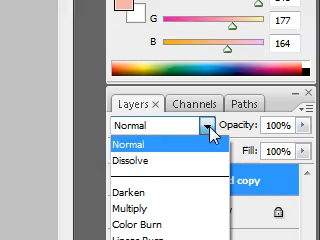 G 177
B 164
Layers × Channels Paths
Normal Opacity: 100%
Normal Fill: 100%
Dissolve
d copy
Darken
Multiply
Color Burn